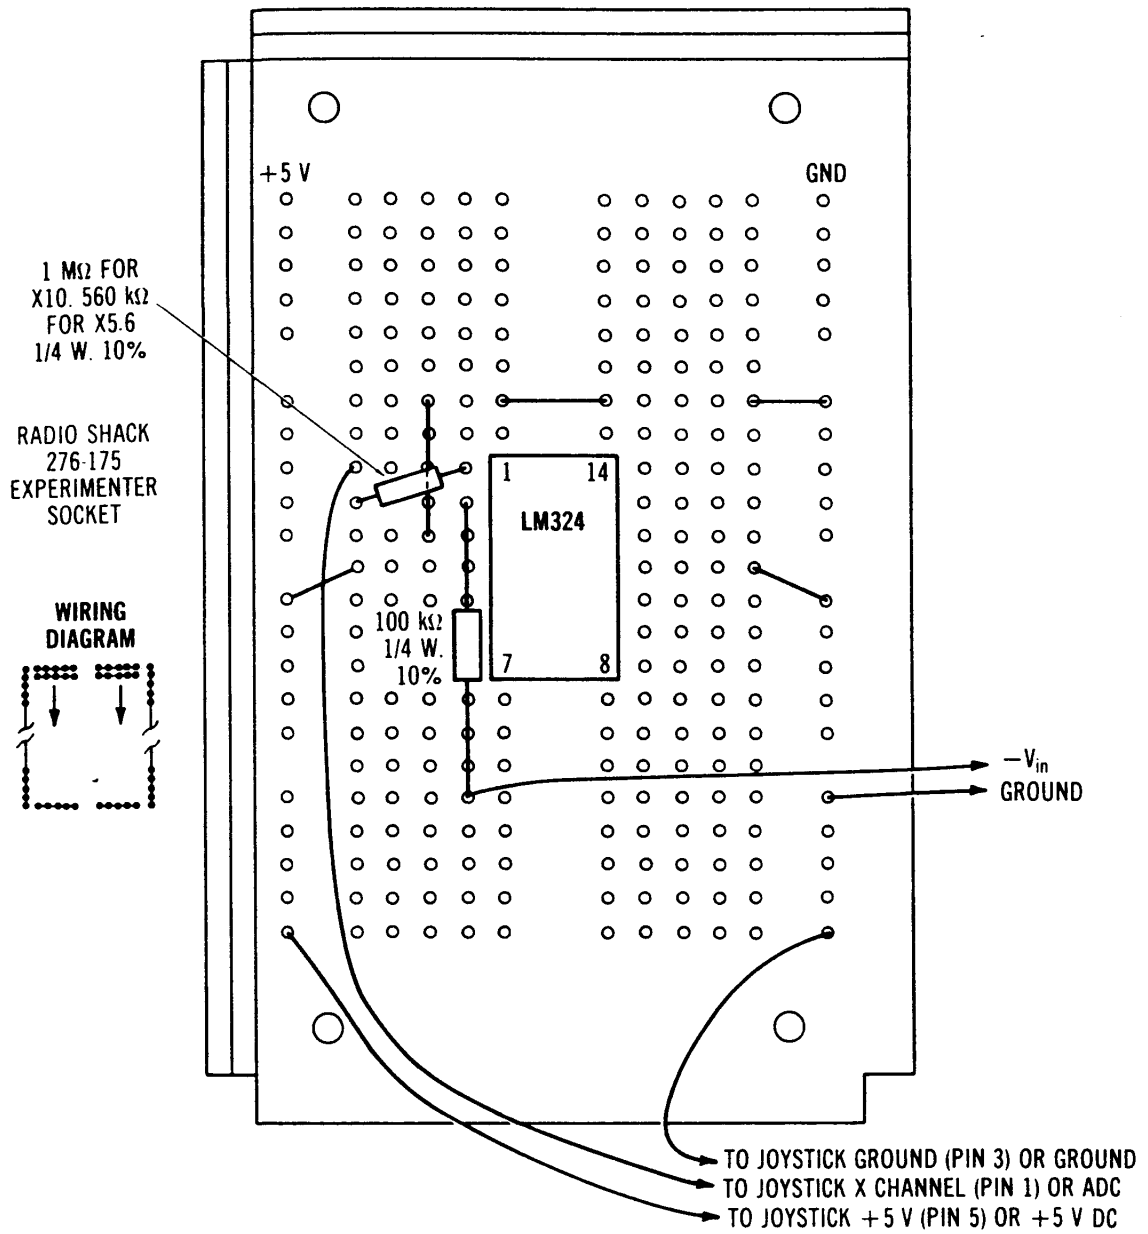 +5 V
GND
1 MΩ FOR
X10. 560 kΩ
FOR X5.6
1/4 W. 10%
RADIO SHACK
276-175
EXPERIMENTER
SOCKET
1 14
LM324
WIRING
DIAGRAM
100 kΩ
1/4 W.
10%
7 8
−Vin
GROUND
TO JOYSTICK GROUND (PIN 3) OR GROUND
TO JOYSTICK X CHANNEL (PIN 1) OR ADC
TO JOYSTICK +5 V (PIN 5) OR +5 V DC